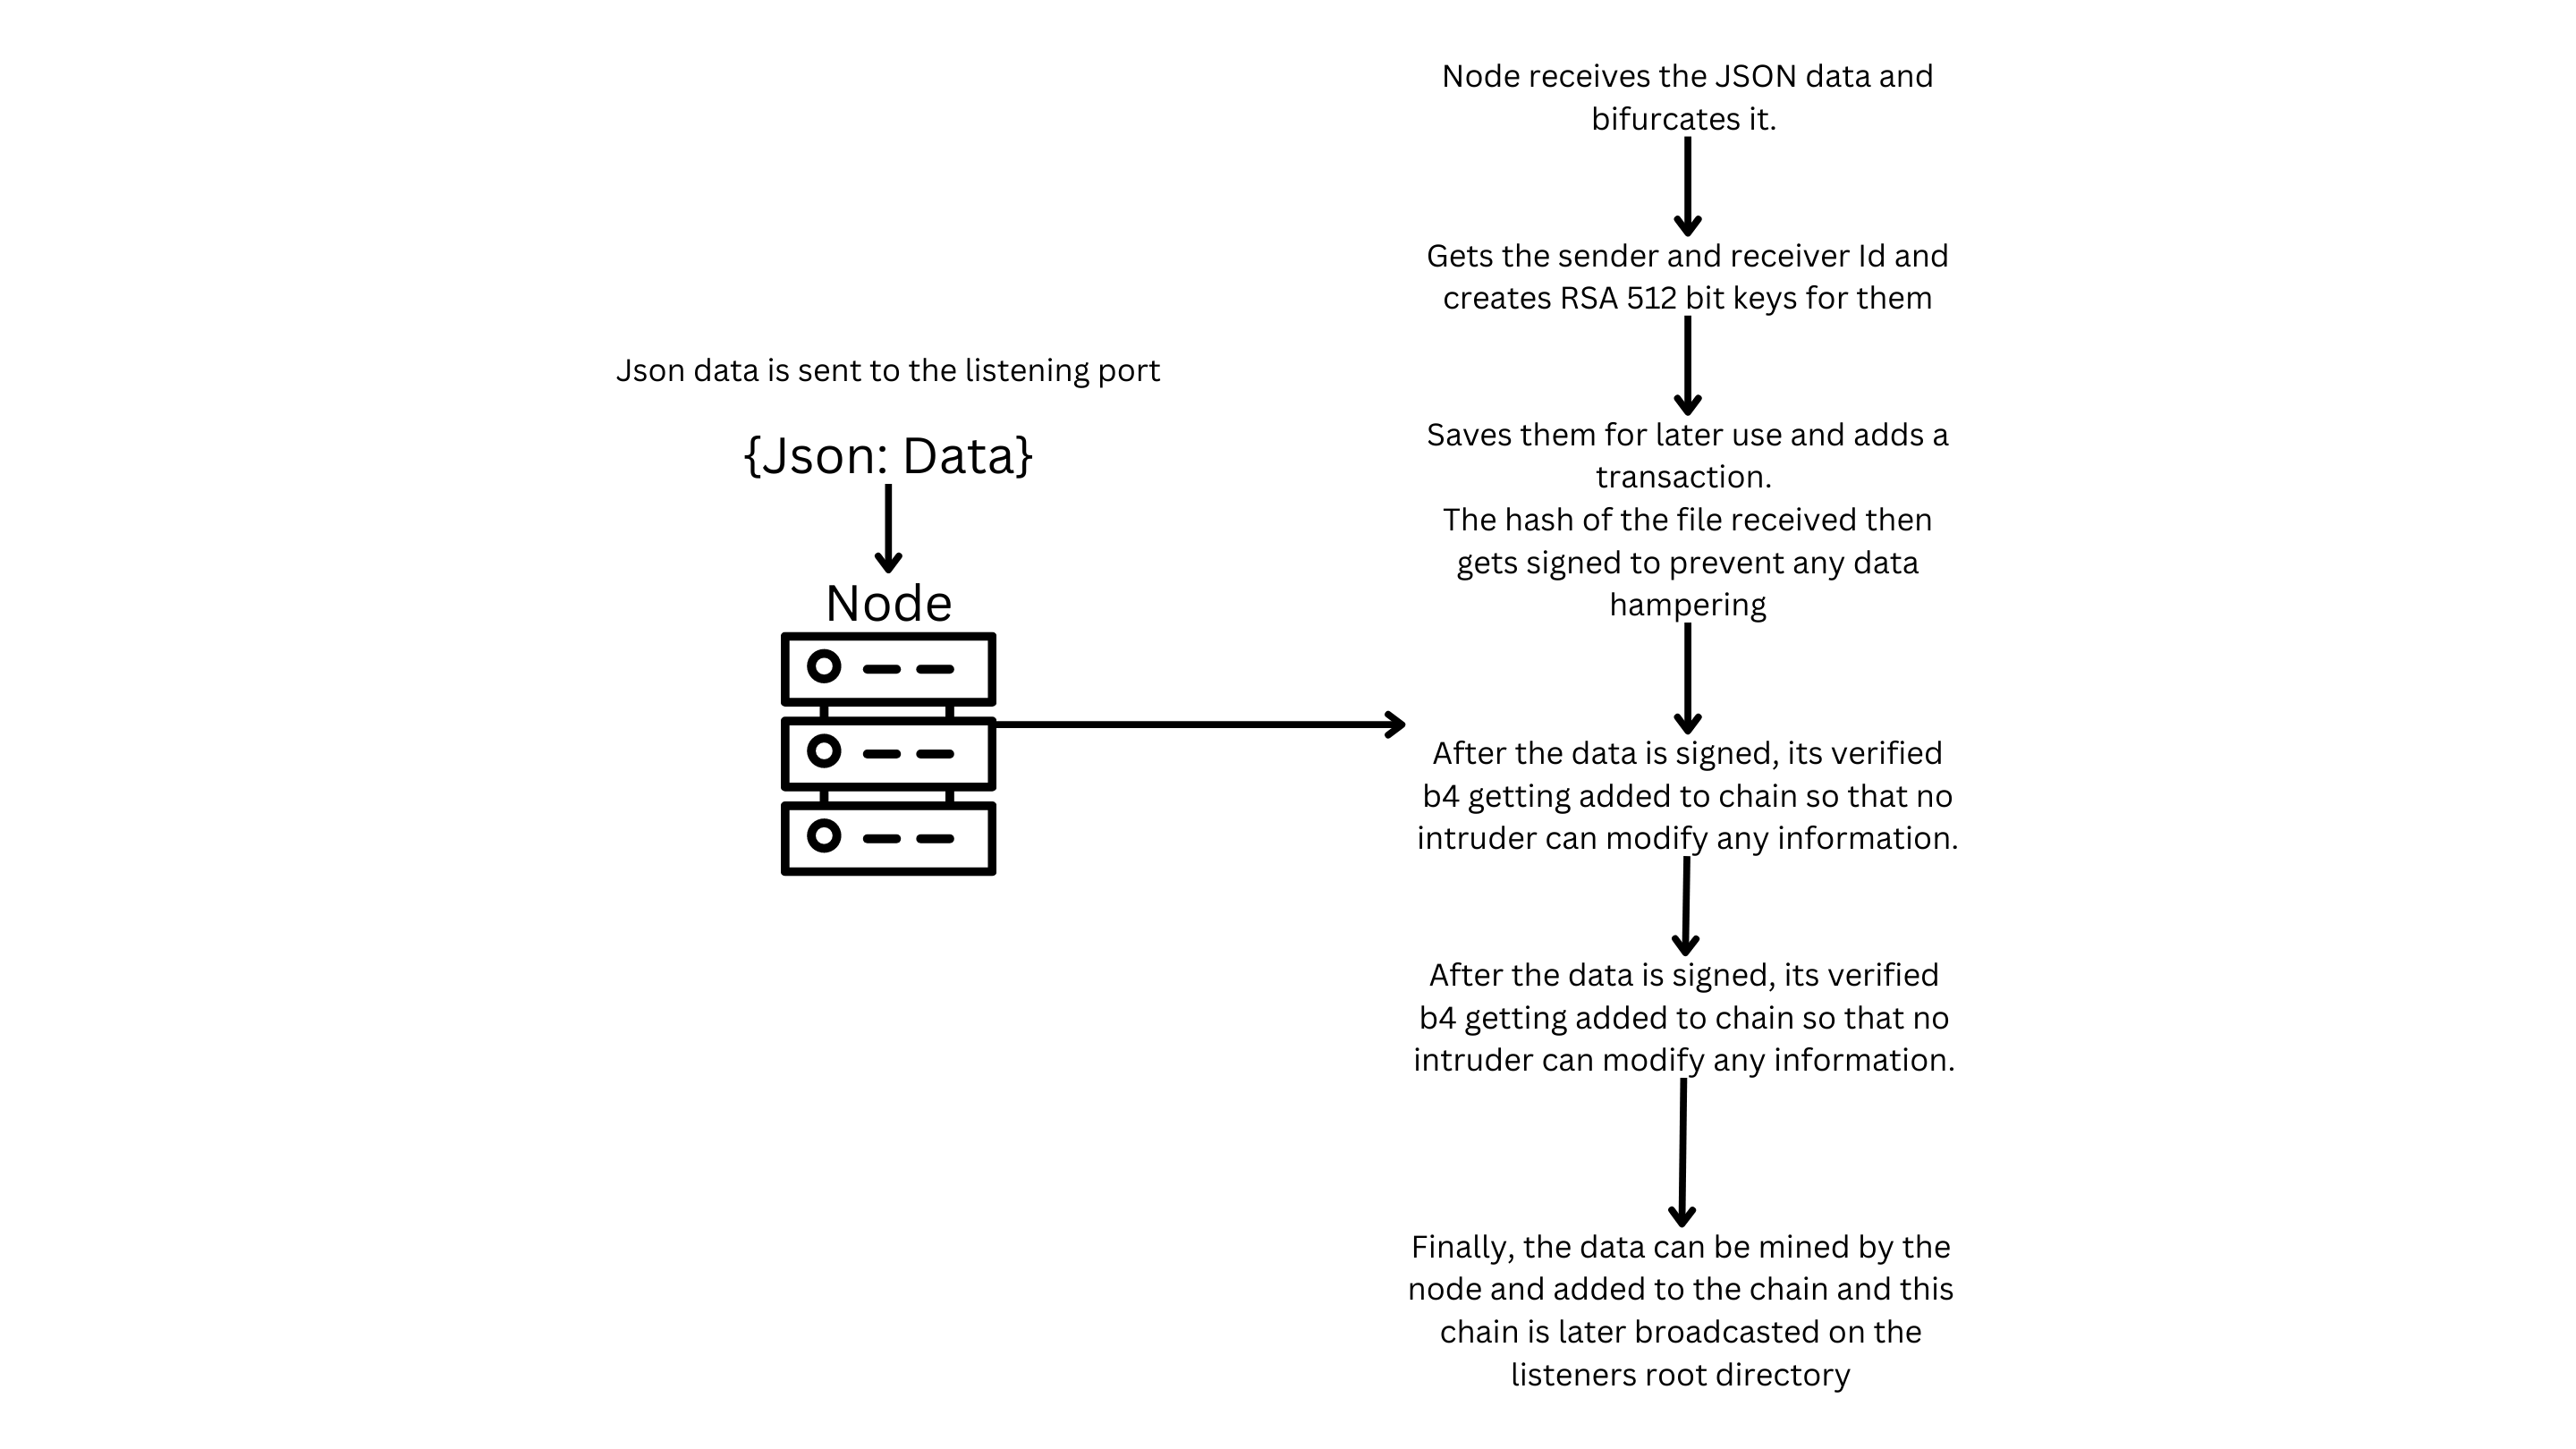 Json data is sent to the listening port
{Json: Data}
Node
Node receives the JSON data and
bifurcates it.
Gets the sender and receiver Id and
creates RSA 512 bit keys for them
Saves them for later use and adds a
transaction.
The hash of the file received then
gets signed to prevent any data
hampering
After the data is signed, its verified
b4 getting added to chain so that no
intruder can modify any information.
After the data is signed, its verified
b4 getting added to chain so that no
intruder can modify any information.
Finally, the data can be mined by the
node and added to the chain and this
chain is later broadcasted on the
listeners root directory